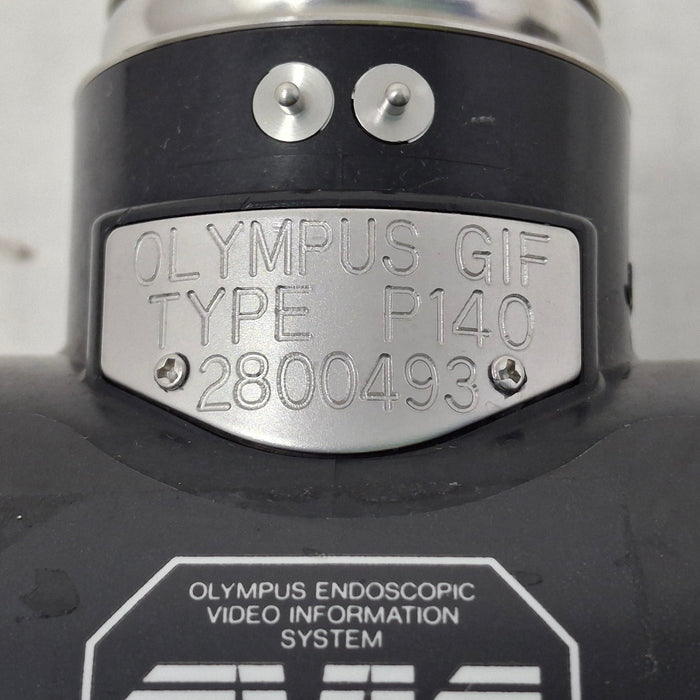 OLYMPUS GIF
TYPE P140
2800493
OLYMPUS ENDOSCOPIC
VIDEO INFORMATION
SYSTEM